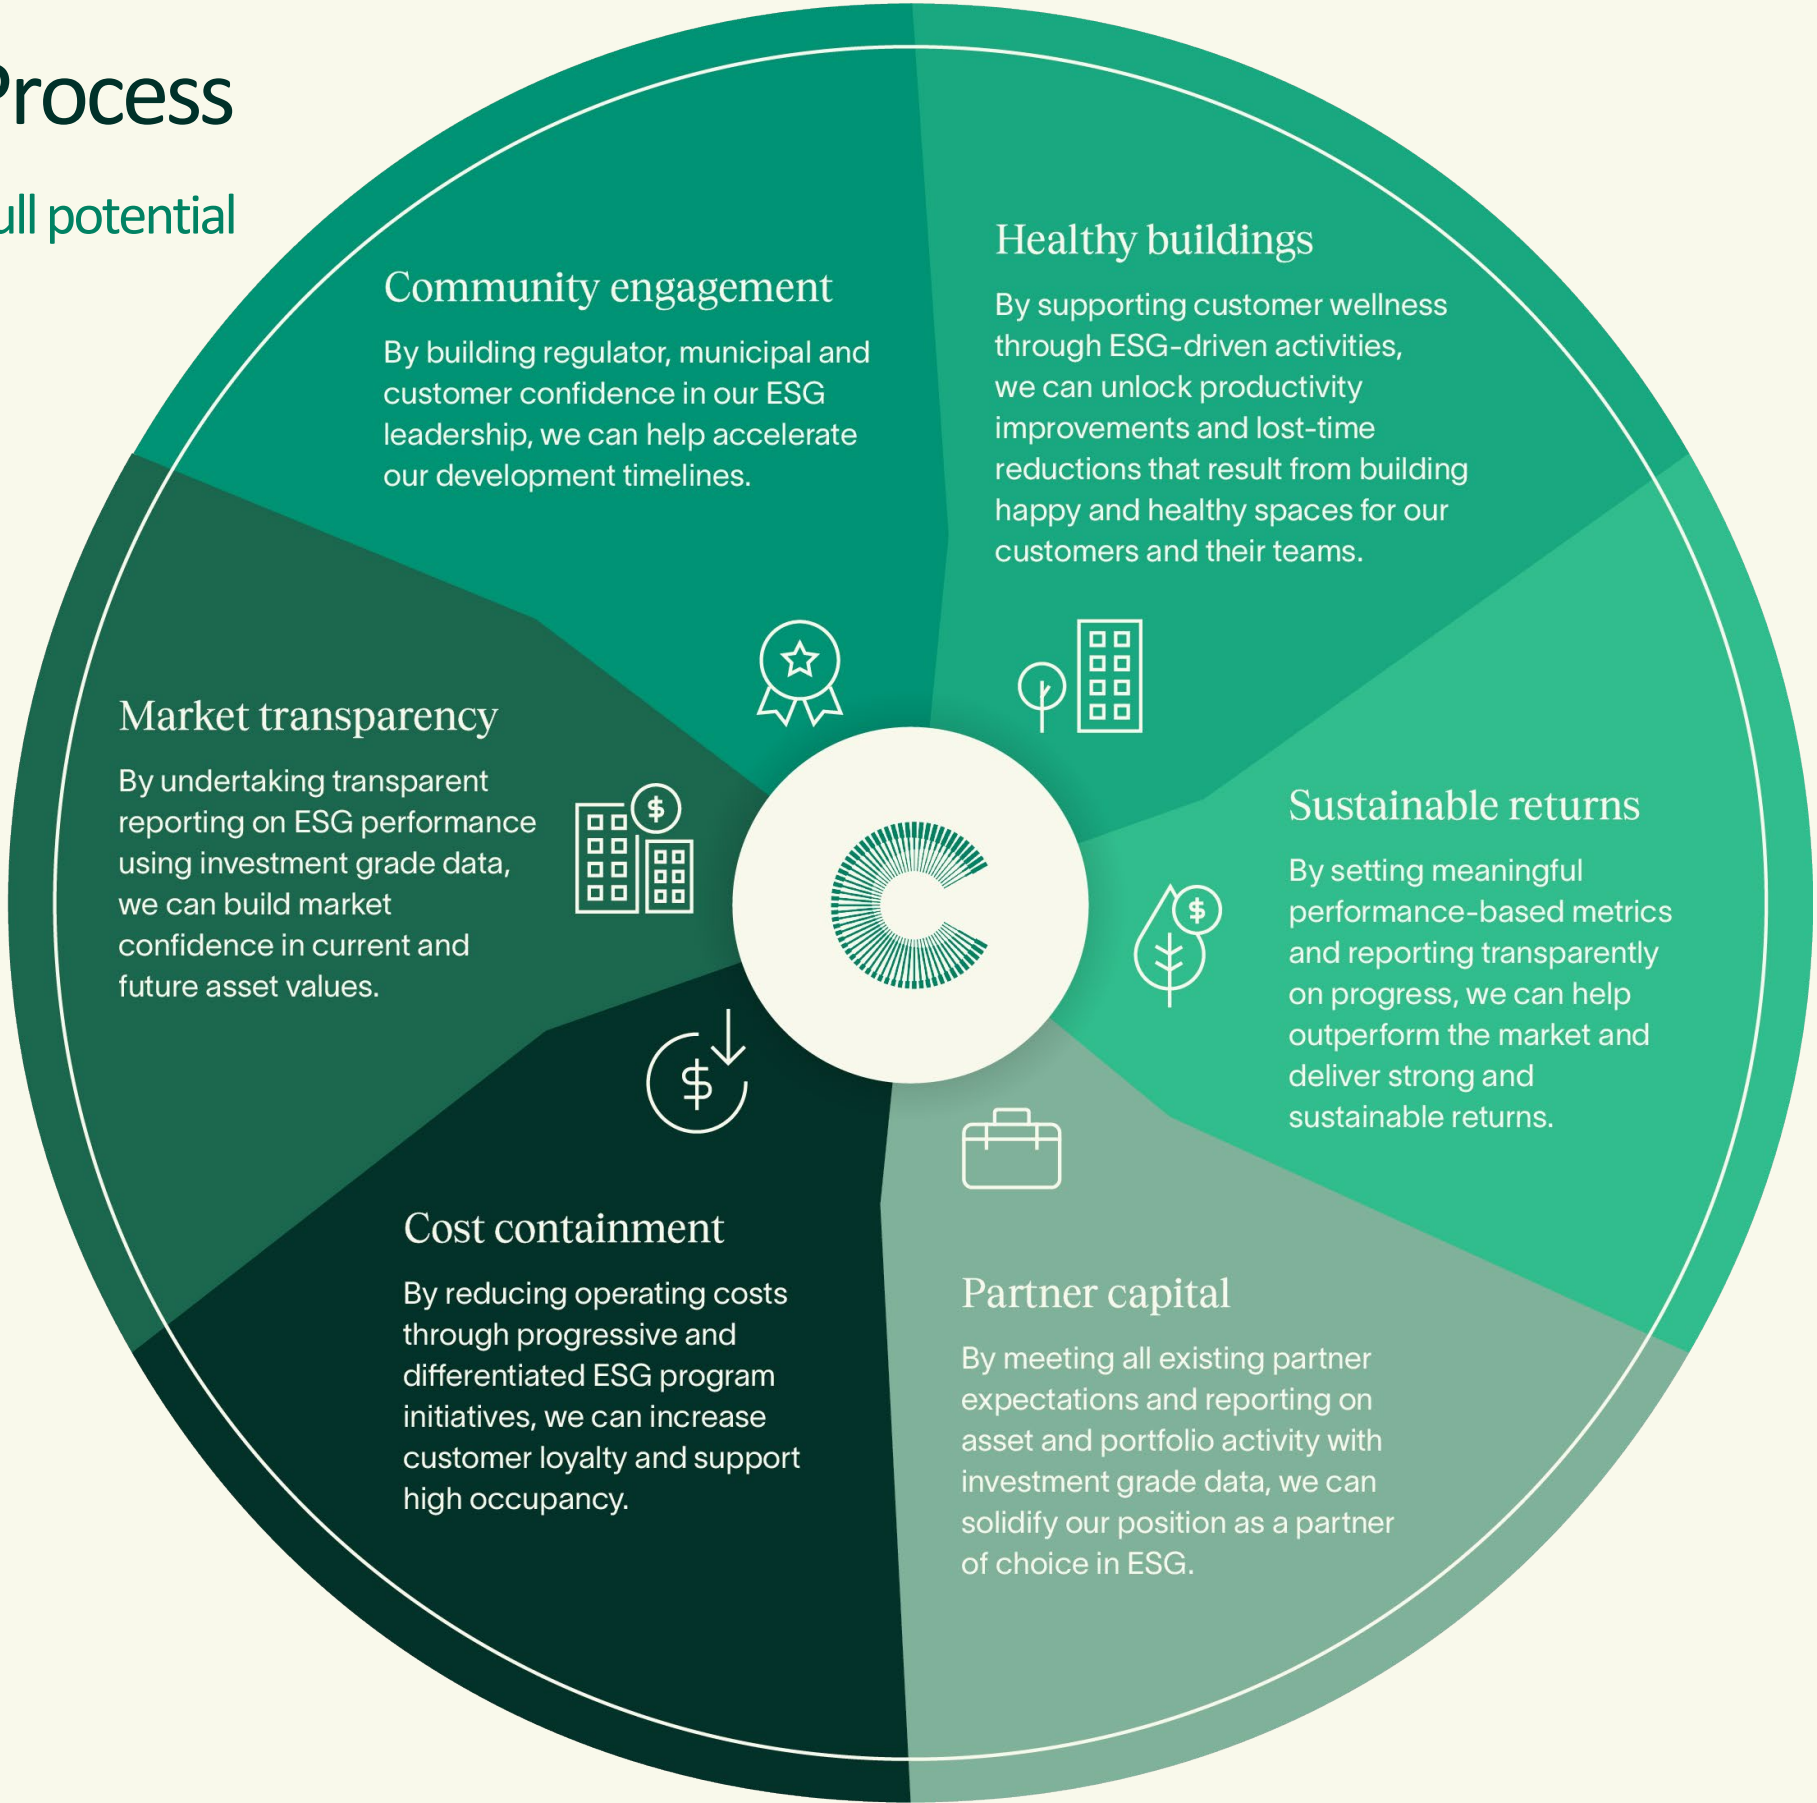 Process
ull potential
Community engagement
By building regulator, municipal and
customer confidence in our ESG
leadership, we can help accelerate
our development timelines.
Healthy buildings
By supporting customer wellness
through ESG-driven activities,
we can unlock productivity
improvements and lost-time
reductions that result from building
happy and healthy spaces for our
customers and their teams.
Market transparency
By undertaking transparent
reporting on ESG performance
using investment grade data,
we can build market
confidence in current and
future asset values.
$
Sustainable returns
By setting meaningful
performance-based metrics
and reporting transparently
on progress, we can help
outperform the market and
deliver strong and
sustainable returns.
$
Cost containment
By reducing operating costs
through progressive and
differentiated ESG program
initiatives, we can increase
customer loyalty and support
high occupancy.
$
Partner capital
By meeting all existing partner
expectations and reporting on
asset and portfolio activity with
investment grade data, we can
solidify our position as a partner
of choice in ESG.